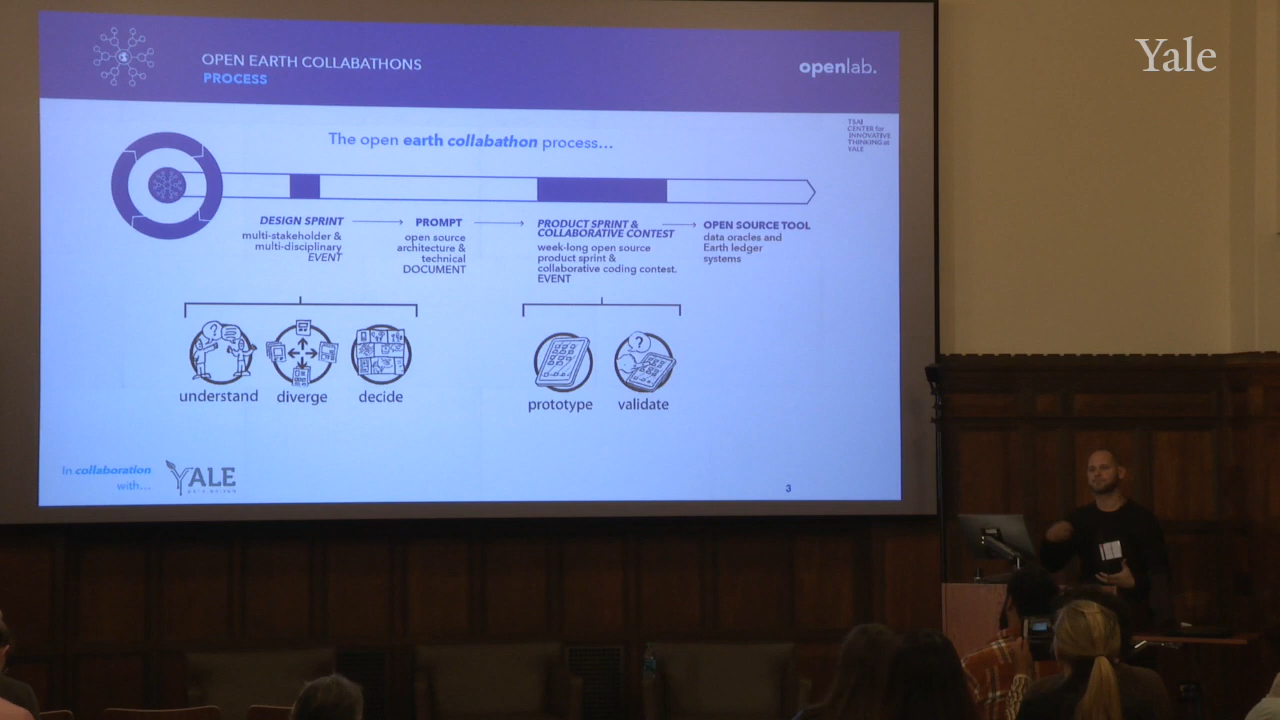 Yale
OPEN EARTH COLLABATHONS
PROCESS
openlab.
TSAI
CENTER for
INNOVATIVE
THINKING at
YALE
The open earth collabathon process...
DESIGN SPRINT
multi-stakeholder &
multi-disciplinary
EVENT
PROMPT
open source
architecture &
technical
DOCUMENT
PRODUCT SPRINT &
COLLABORATIVE CONTEST
week-long open source
product sprint &
collaborative coding contest.
EVENT
OPEN SOURCE TOOL
data oracles and
Earth ledger
systems
understand
diverge
decide
prototype
validate
In collaboration
with...
YALE
3